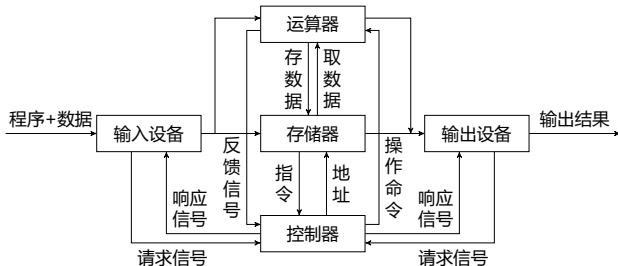 运算器
存数据
取数据
程序+数据
输入设备
存储器
输出设备
输出结果
反馈信号
操作命令
指令
地址
响应
信号
响应
信号
控制器
请求信号
请求信号